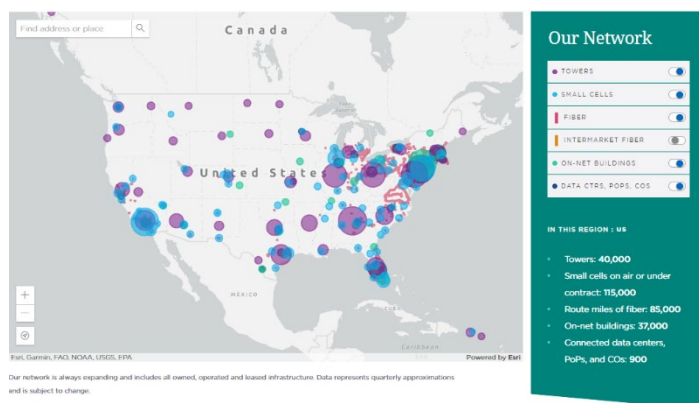 Find address or place
Canada
United States
MEXICO
Caribbean
Esri, Garmin, FAO, NOAA, USGS, EPA
Powered by Esri
Our network is always expanding and includes all owned, operated and leased infrastructure. Data represents quarterly approximations
and is subject to change.
Our Network
TOWERS
SMALL CELLS
FIBER
INTERMARKET FIBER
ON-NET BUILDINGS
DATA CTRS, POPS, COS
IN THIS REGION : US
Towers: 40,000
Small cells on air or under
contract: 115,000
Route miles of fiber: 85,000
On-net buildings: 37,000
Connected data centers,
PoPs, and COs: 900